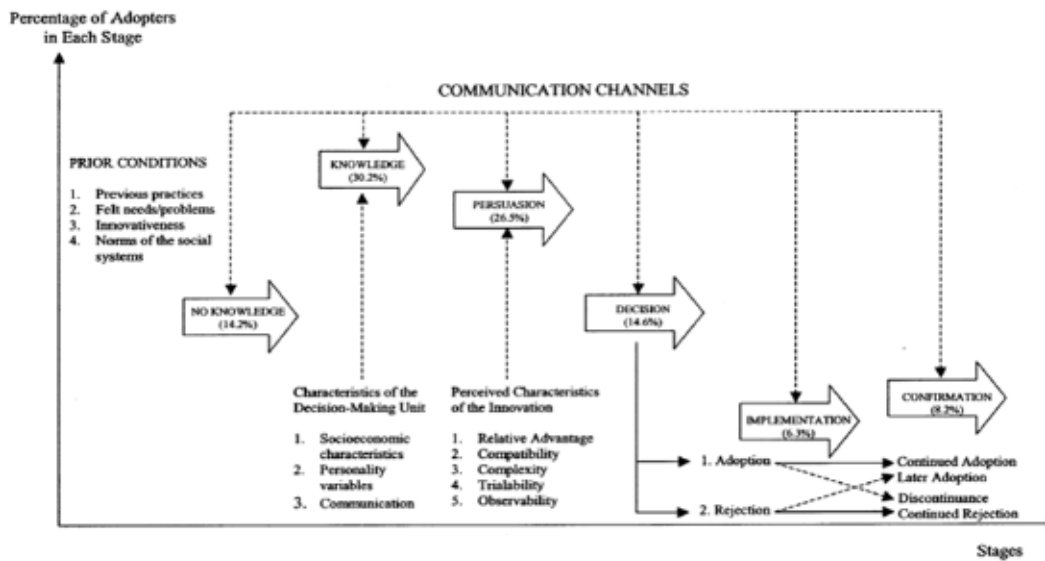 Percentage of Adopters
in Each Stage
COMMUNICATION CHANNELS
PRIOR CONDITIONS
1. Previous practices
2. Felt needs/problems
3. Innovativeness
4. Norms of the social
systems
KNOWLEDGE
(30.2%)
PERSUASION
(26.5%)
NO KNOWLEDGE
(14.2%)
DECISION
(14.6%)
IMPLEMENTATION
(6.3%)
CONFIRMATION
(8.2%)
Characteristics of the
Decision-Making Unit
1. Socioeconomic
characteristics
2. Personality
variables
3. Communication
Perceived Characteristics
of the Innovation
1. Relative Advantage
2. Compatibility
3. Complexity
4. Trialability
5. Observability
1. Adoption
2. Rejection
Continued Adoption
Later Adoption
Discontinuance
Continued Rejection
Stages